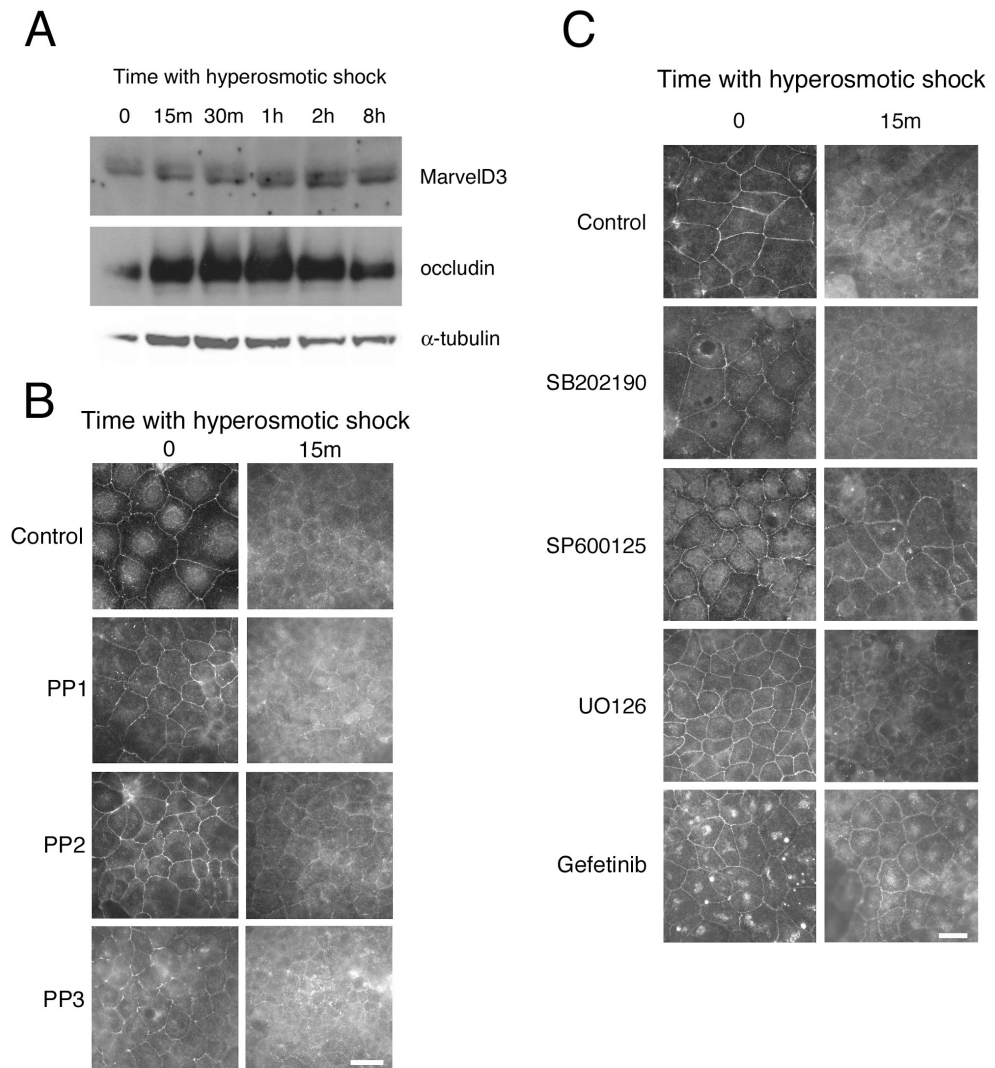 A
Time with hyperosmotic shock
0 15m 30m 1h 2h 8h
MarvelD3
occludin
α-tubulin
B
Time with hyperosmotic shock
0 15m
Control
PP1
PP2
PP3
C
Time with hyperosmotic shock
0 15m
Control
SB202190
SP600125
UO126
Gefetinib